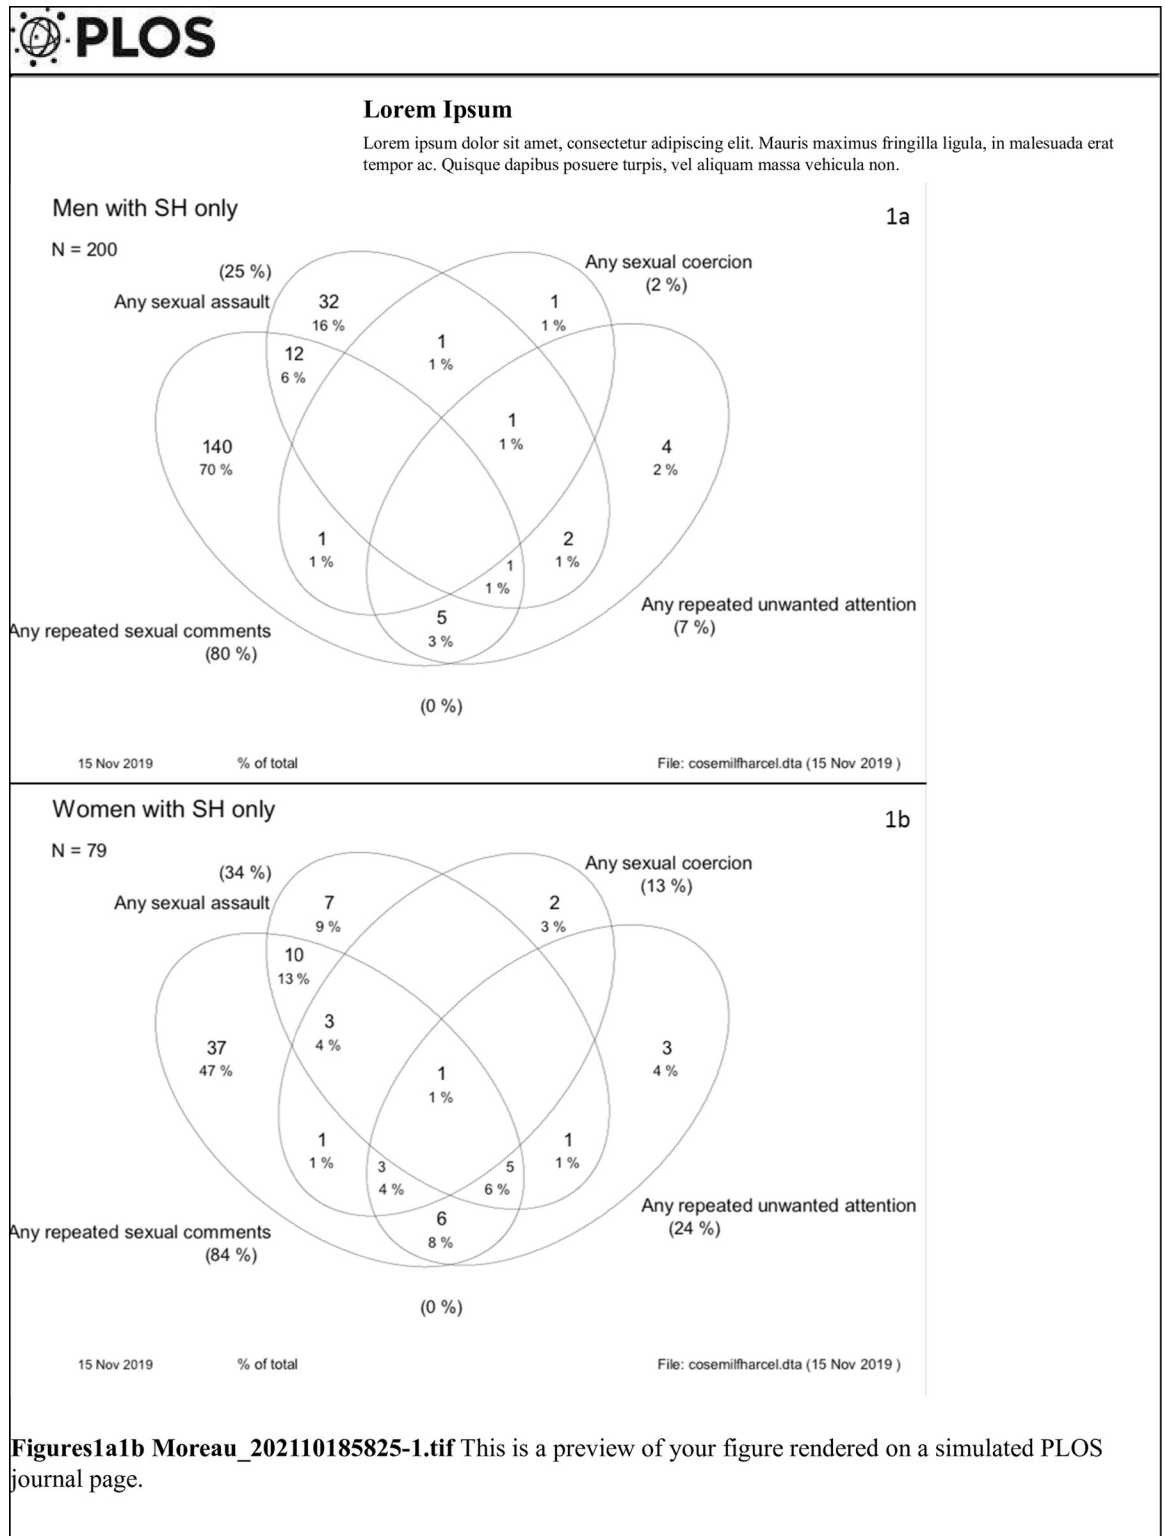 PLOS
Lorem Ipsum
Lorem ipsum dolor sit amet, consectetur adipiscing elit. Mauris maximus fringilla ligula, in malesuada erat
tempor ac. Quisque dapibus posuere turpis, vel aliquam massa vehicula non.
Men with SH only
1a
N = 200
(25 %)
Any sexual assault
Any sexual coercion
(2 %)
32
16 %
1
1 %
12
6 %
1
1 %
1
1 %
140
70 %
4
2 %
1
1 %
2
1 %
1
1 %
5
3 %
Any repeated unwanted attention
(7 %)
Any repeated sexual comments
(80 %)
(0 %)
15 Nov 2019
% of total
File: cosemilfharcel.dta (15 Nov 2019 )
Women with SH only
1b
N = 79
(34 %)
Any sexual assault
Any sexual coercion
(13 %)
7
9 %
2
3 %
10
13 %
3
4 %
37
47 %
3
4 %
1
1 %
1
1 %
1
1 %
3
4 %
5
6 %
6
8 %
Any repeated unwanted attention
(24 %)
Any repeated sexual comments
(84 %)
(0 %)
15 Nov 2019
% of total
File: cosemilfharcel.dta (15 Nov 2019 )
Figures1a1b Moreau_202110185825-1.tif This is a preview of your figure rendered on a simulated PLOS
journal page.